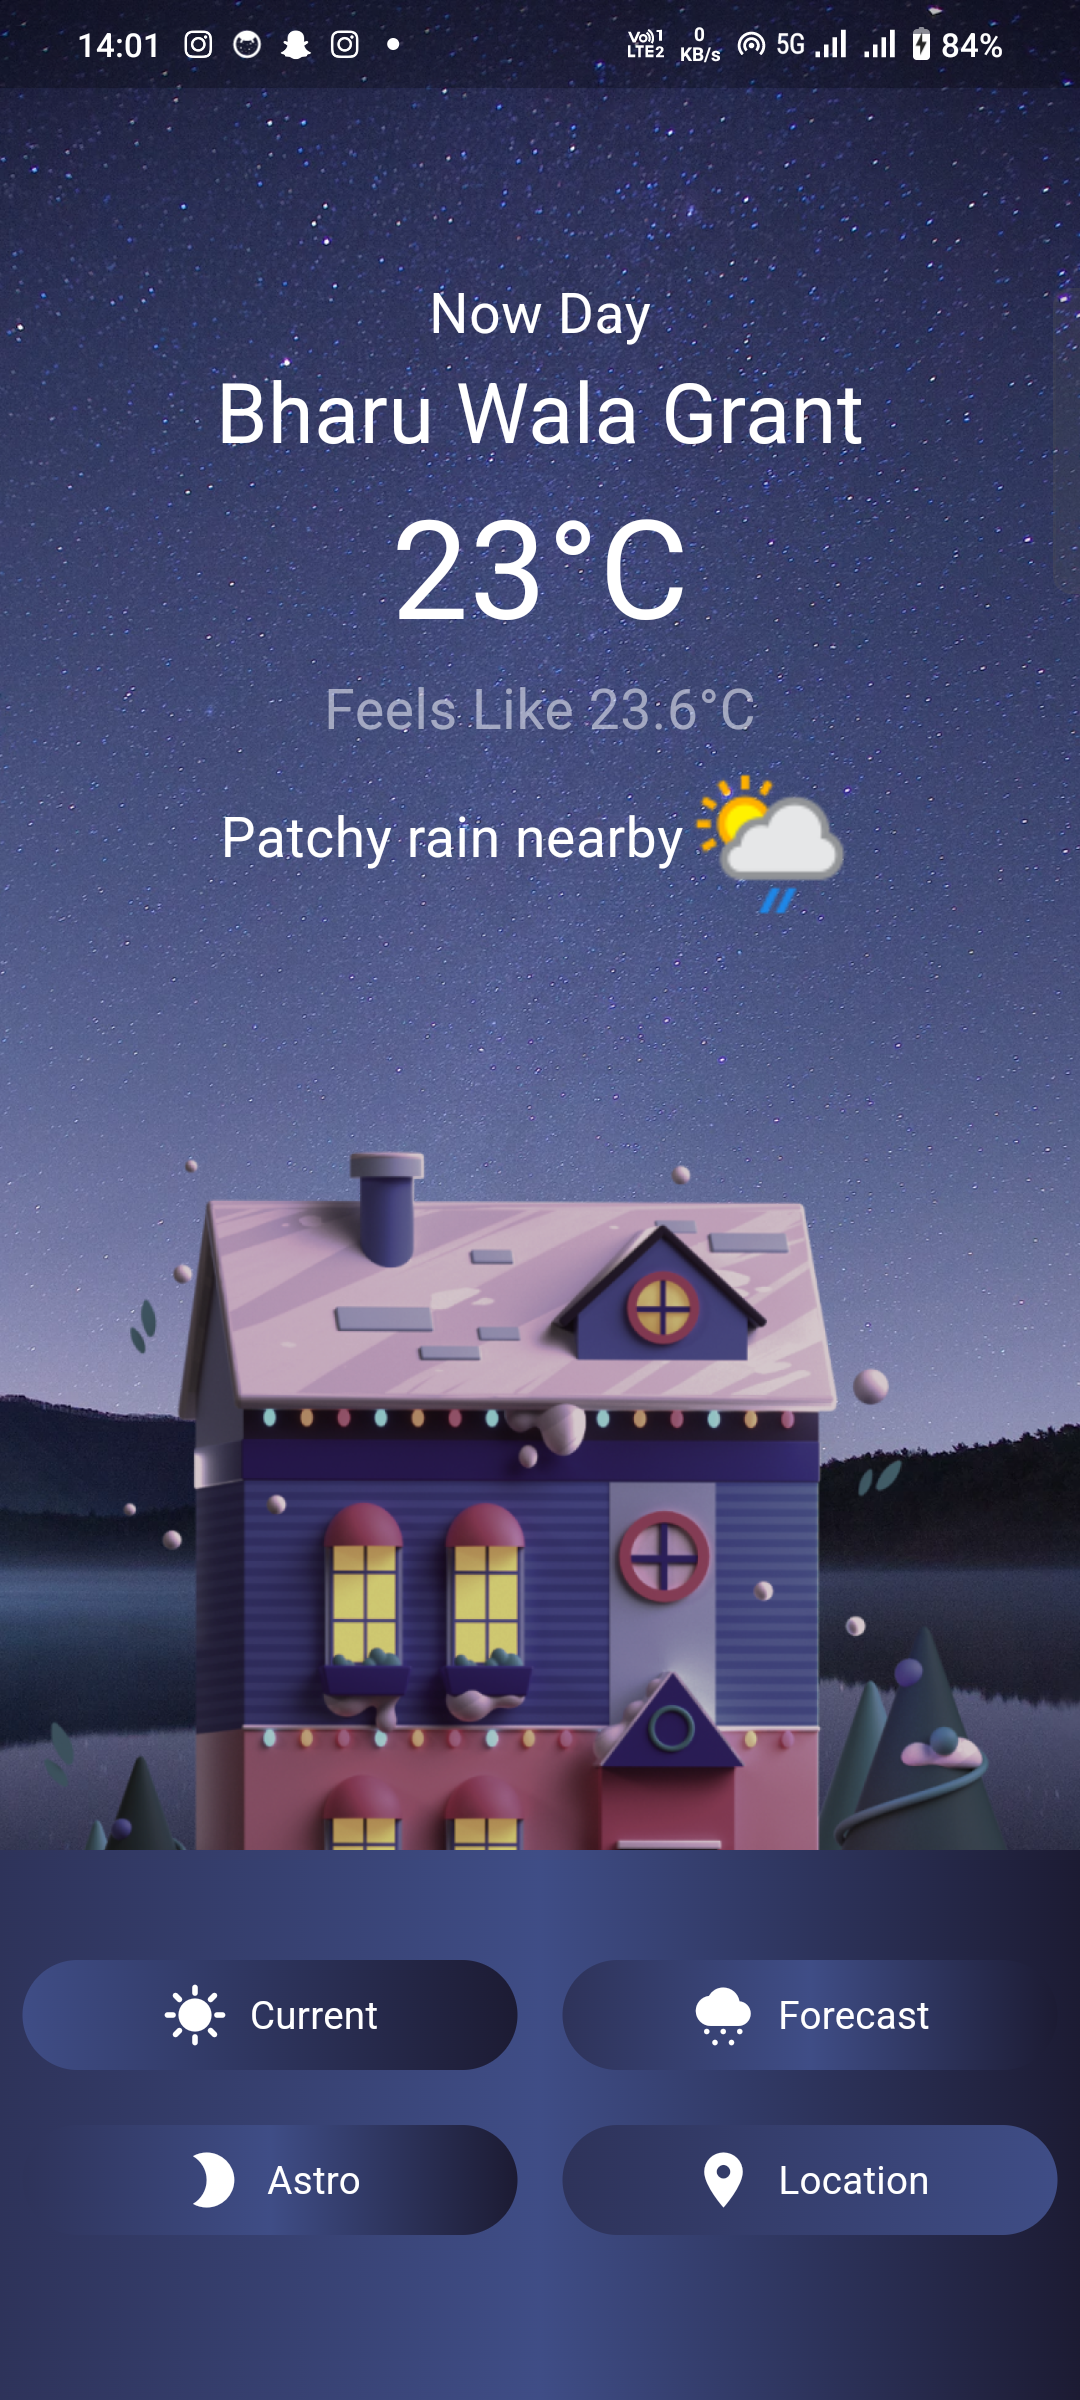 14:01 Vo))1 LTE2 0 KB/s 5G 84%
Now Day
Bharu Wala Grant
23°C
Feels Like 23.6°C
Patchy rain nearby
Current Forecast
Astro Location